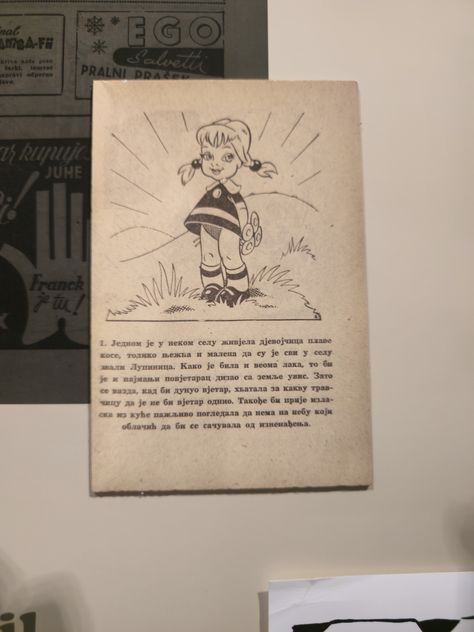 EGO
Salvetti
PRALNI PRAŠEK
kupuje
JUHE
Franck
je tu!
1. Једном је у неком селу живјела дјевојчица плаве
косе, толико њежна и малена да су је сви у селу
звали Лупиница. Како је била и веома лака, то би
је и најмањи повјетарац дизао са земље увис. Зато
се вазда, кад би дунуо вјетар, хватала за какву трав-
чицу да је не би вјетар однио. Такође би прије изла-
ска из куће пажљиво погледала да нема на небу који
облачић да би се сачувала од изненађења.